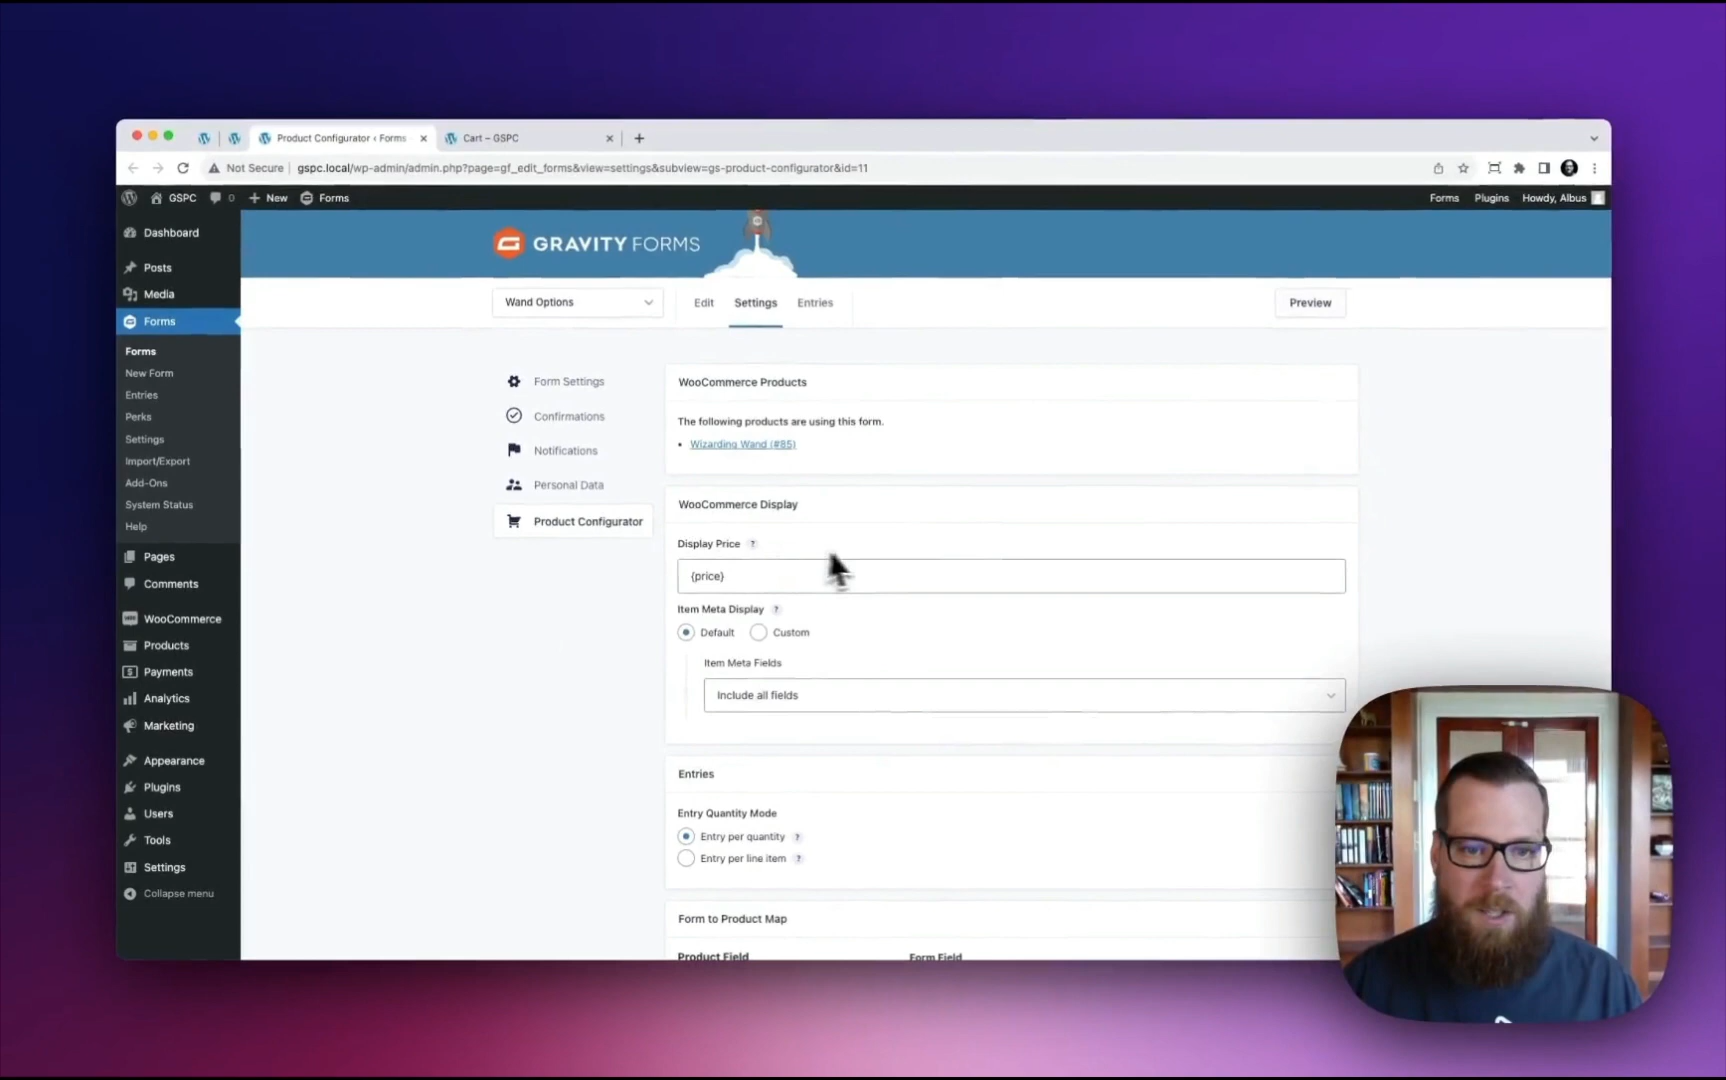 Product Configurator ‹ Forms
Cart – GSPC
Not Secure
gspc.local/wp-admin/admin.php?page=gf_edit_forms&view=settings&subview=gs-product-configurator&id=11
GSPC
0
New
Forms
Forms
Plugins
Howdy, Albus
Dashboard
Posts
Media
Forms
Forms
New Form
Entries
Perks
Settings
Import/Export
Add-Ons
System Status
Help
Pages
Comments
WooCommerce
Products
Payments
Analytics
Marketing
Appearance
Plugins
Users
Tools
Settings
Collapse menu
GRAVITY FORMS
Wand Options
Edit
Settings
Entries
Preview
Form Settings
Confirmations
Notifications
Personal Data
Product Configurator
WooCommerce Products
The following products are using this form.
• Wizarding Wand (#85)
WooCommerce Display
Display Price ?
{price}
Item Meta Display ?
Default
Custom
Item Meta Fields
Include all fields
Entries
Entry Quantity Mode
Entry per quantity ?
Entry per line item ?
Form to Product Map
Product Field
Form Field